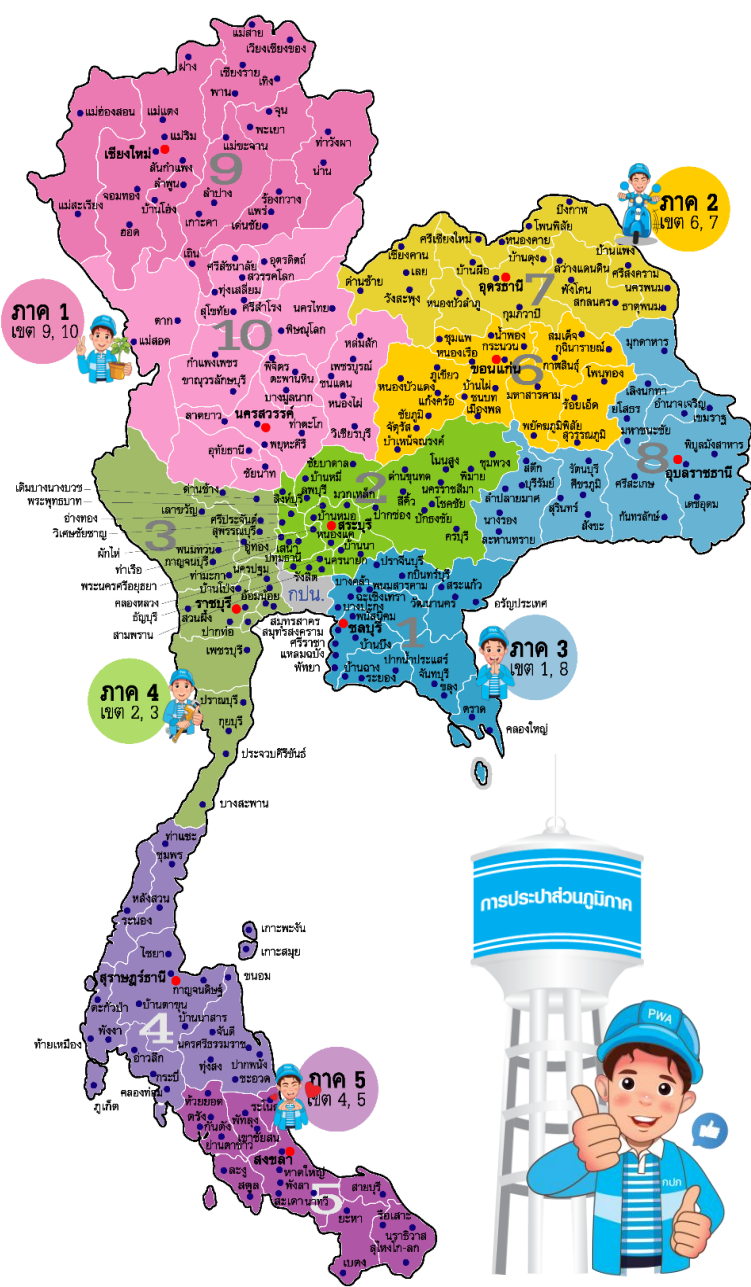 แม่สาย
เวียงเชียงของ
ฝาง
เชียงราย
เทิง
พาน
แม่ฮ่องสอน
แม่แตง
จุน
แม่ริม
พะเยา
ท่าวังผา
เชียงใหม่
แม่ขะจาน
สันกำแพง
9
น่าน
ลำพูน
จอมทอง
ลำปาง
ร้องกวาง
แม่สะเรียง
บ้านโฮ่ง
เกาะคา
แพร่
ฮอด
เด่นชัย
เถิน
ศรีสัชนาลัย
อุตรดิตถ์
สวรรคโลก
ทุ่งเสลี่ยม
ภาค 1
เขต 9, 10
สุโขทัย
ศรีสำโรง
นครไทย
ตาก
10
พิษณุโลก
แม่สอด
หล่มสัก
กำแพงเพชร
พิจิตร
เพชรบูรณ์
ขาณุวรลักษบุรี
ตะพานหิน
ชนแดน
บางมูลนาก
หนองไผ่
ลาดยาว
นครสวรรค์
ท่าตะโก
วิเชียรบุรี
อุทัยธานี
พยุหะคีรี
ชัยนาท
ภาค 2
เขต 6, 7
บึงกาฬ
โพนพิสัย
ศรีเชียงใหม่
หนองคาย
เชียงคาน
บ้านดุง
บ้านแพง
เลย
บ้านผือ
สว่างแดนดิน
ศรีสงคราม
ด่านซ้าย
อุดรธานี
7
พังโคน
นครพนม
วังสะพุง
หนองบัวลำภู
สกลนคร
ธาตุพนม
กุมภวาปี
ชุมแพ
น้ำพอง
สมเด็จ
มุกดาหาร
กระนวน
กุฉินารายณ์
หนองเรือ
ขอนแก่น
6
กาฬสินธุ์
ภูเขียว
โพนทอง
หนองบัวแดง
บ้านไผ่
เลิงนกทา
แก้งคร้อ
ชนบท
มหาสารคาม
อำนาจเจริญ
ชัยภูมิ
เมืองพล
ร้อยเอ็ด
ยโสธร
เขมราฐ
จัตุรัส
พยัคฆภูมิพิสัย
มหาชนะชัย
บำเหน็จณรงค์
สุวรรณภูมิ
พิบูลมังสาหาร
8
อุบลราชธานี
สตึก
รัตนบุรี
ศรีสะเกษ
บุรีรัมย์
ศีขรภูมิ
เดชอุดม
ลำปลายมาศ
สุรินทร์
นางรอง
สังขะ
กันทรลักษ์
ละหานทราย
ชัยบาดาล
โนนสูง
ชุมพวง
บ้านหมี่
2
ด่านขุนทด
พิมาย
เดิมบางนางบวช
ด่านช้าง
สิงห์บุรี
ลพบุรี
มวกเหล็ก
นครราชสีมา
พระพุทธบาท
เลาขวัญ
สีคิ้ว
โชคชัย
อ่างทอง
3
ศรีประจันต์
บ้านหมอ
ปากช่อง
ปักธงชัย
วิเศษชัยชาญ
สุพรรณบุรี
สระบุรี
หนองแค
ครบุรี
ผักไห่
พนมทวน
อู่ทอง
เสนา
บ้านนา
ท่าเรือ
กาญจนบุรี
ปทุมธานี
นครนายก
ปราจีนบุรี
พระนครศรีอยุธยา
ท่ามะกา
นครปฐม
รังสิต
กบินทร์บุรี
คลองหลวง
บ้านโป่ง
อ้อมน้อย
กปน.
บางคล้า
พนมสารคาม
สระแก้ว
ธัญบุรี
ราชบุรี
ฉะเชิงเทรา
วัฒนานคร
อรัญประเทศ
สามพราน
สวนผึ้ง
สมุทรสาคร
บางปะกง
พนัสนิคม
ปากท่อ
สมุทรสงคราม
ชลบุรี
1
เพชรบุรี
ศรีราชา
แหลมฉบัง
บ้านบึง
พัทยา
บ้านฉาง
ปากน้ำประแสร์
ระยอง
จันทบุรี
ขลุง
ตราด
คลองใหญ่
ภาค 3
เขต 1, 8
ภาค 4
เขต 2, 3
ปราณบุรี
กุยบุรี
ประจวบคีรีขันธ์
บางสะพาน
ท่าแซะ
ชุมพร
หลังสวน
ระนอง
เกาะพะงัน
เกาะสมุย
ไชยา
ขนอม
สุราษฎร์ธานี
กาญจนดิษฐ์
ตะกั่วป่า
บ้านตาขุน
บ้านนาสาร
พังงา
4
จันดี
ท้ายเหมือง
นครศรีธรรมราช
อ่าวลึก
ทุ่งสง
ปากพนัง
กระบี่
ชะอวด
ภูเก็ต
คลองท่อม
ภาค 5
เขต 4, 5
ห้วยยอด
ระโนด
ตรัง
กันตัง
พัทลุง
ย่านตาขาว
เขาชัยสน
สงขลา
ละงู
หาดใหญ่
สตูล
พังลา
สะเดา
นาทวี
5
สายบุรี
ยะหา
รือเสาะ
นราธิวาส
สุไหงโก-ลก
เบตง
การประปาส่วนภูมิภาค
PWA
กปภ